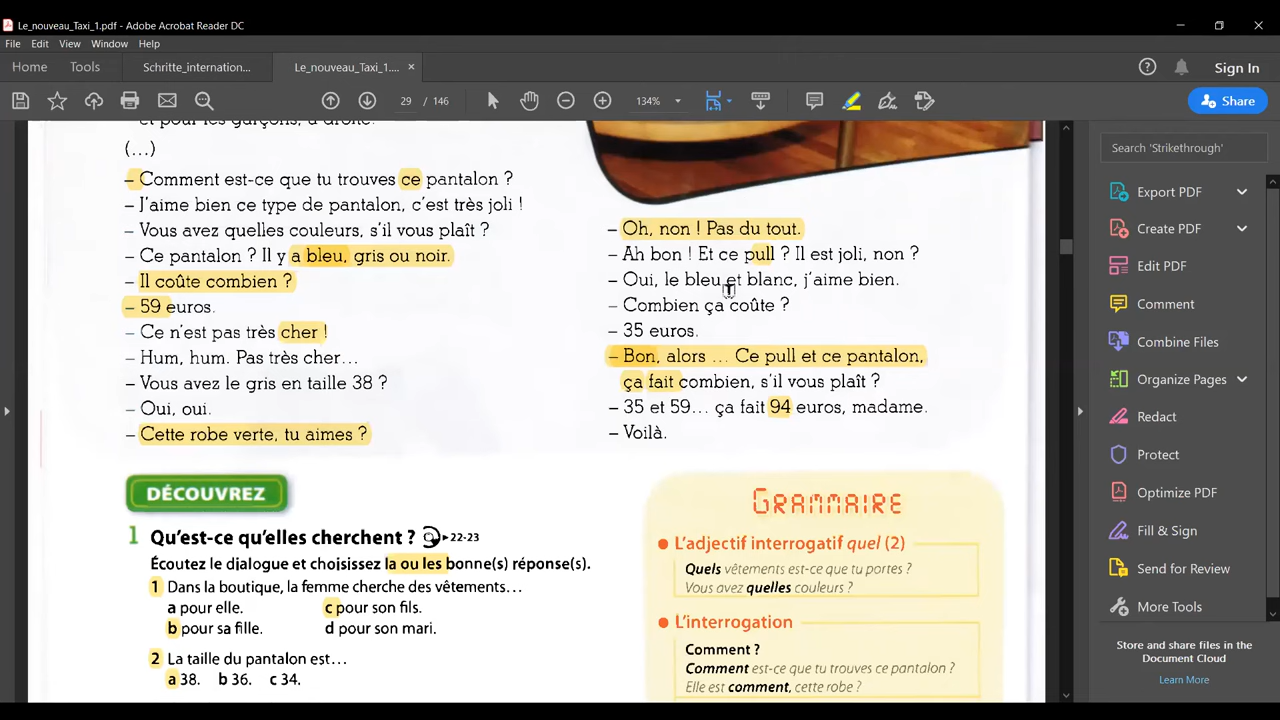 Le_nouveau_Taxi_1.pdf - Adobe Acrobat Reader DC
File Edit View Window Help
Home Tools Schritte_internation... Le_nouveau_Taxi_1.... × Sign In
29 / 146 134% Share
et pour les garçons, à droite.
(…)
– Comment est-ce que tu trouves ce pantalon ?
– J'aime bien ce type de pantalon, c'est très joli !
– Vous avez quelles couleurs, s'il vous plaît ?
– Ce pantalon ? Il y a bleu, gris ou noir.
– Il coûte combien ?
– 59 euros.
– Ce n'est pas très cher !
– Hum, hum. Pas très cher…
– Vous avez le gris en taille 38 ?
– Oui, oui.
– Cette robe verte, tu aimes ?
– Oh, non ! Pas du tout.
– Ah bon ! Et ce pull ? Il est joli, non ?
– Oui, le bleu et blanc, j'aime bien.
– Combien ça coûte ?
– 35 euros.
– Bon, alors … Ce pull et ce pantalon,
ça fait combien, s'il vous plaît ?
– 35 et 59… ça fait 94 euros, madame.
– Voilà.
DÉCOUVREZ
1 Qu'est-ce qu'elles cherchent ? ▸22-23
Écoutez le dialogue et choisissez la ou les bonne(s) réponse(s).
1 Dans la boutique, la femme cherche des vêtements…
a pour elle. c pour son fils.
b pour sa fille. d pour son mari.
2 La taille du pantalon est…
a 38. b 36. c 34.
GRAMMAIRE
● L'adjectif interrogatif quel (2)
Quels vêtements est-ce que tu portes ?
Vous avez quelles couleurs ?
● L'interrogation
Comment ?
Comment est-ce que tu trouves ce pantalon ?
Elle est comment, cette robe ?
Search 'Strikethrough'
Export PDF
Create PDF
Edit PDF
Comment
Combine Files
Organize Pages
Redact
Protect
Optimize PDF
Fill & Sign
Send for Review
More Tools
Store and share files in the
Document Cloud
Learn More